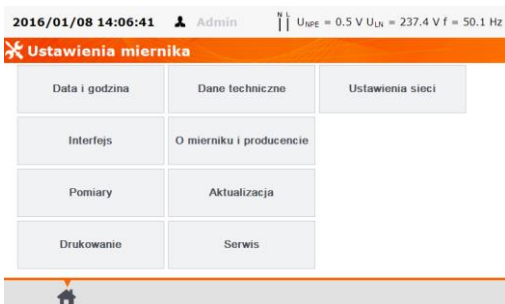 2016/01/08 14:06:41 Admin N L UNPE = 0.5 V ULN = 237.4 V f = 50.1 Hz
Ustawienia miernika
Data i godzina Dane techniczne Ustawienia sieci
Interfejs O mierniku i producencie
Pomiary Aktualizacja
Drukowanie Serwis